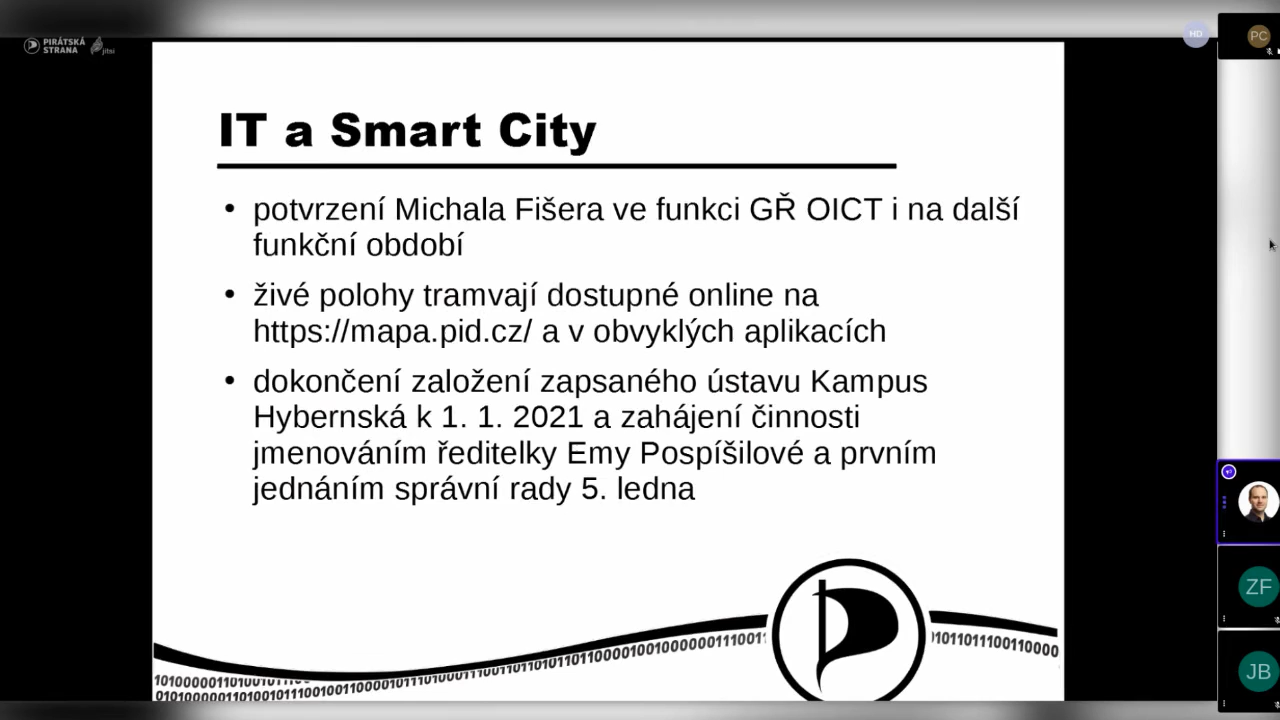 PIRÁTSKÁ
STRANA
jitní
HD
PC
IT a Smart City
• potvrzení Michala Fišera ve funkci GŘ OICT i na další
funkční období
• živé polohy tramvají dostupné online na
https://mapa.pid.cz/ a v obvyklých aplikacích
• dokončení založení zapsaného ústavu Kampus
Hybernská k 1. 1. 2021 a zahájení činnosti
jmenováním ředitelky Emy Pospíšilové a prvním
jednáním správní rady 5. ledna
ZF
JB